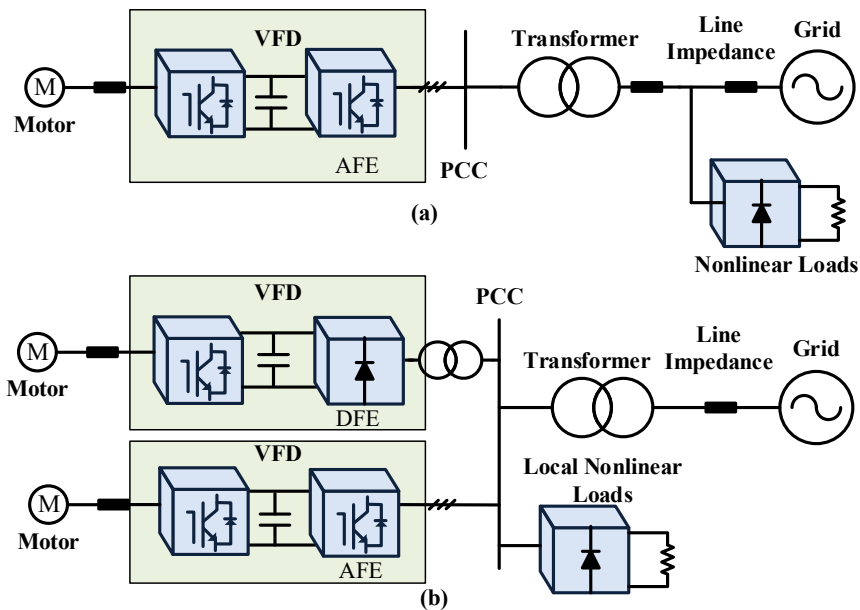 VFD
Transformer
Line
Impedance
Grid
M
Motor
AFE
PCC
(a)
Nonlinear Loads
VFD
PCC
M
Motor
DFE
Transformer
Line
Impedance
Grid
VFD
M
Motor
AFE
Local Nonlinear
Loads
(b)